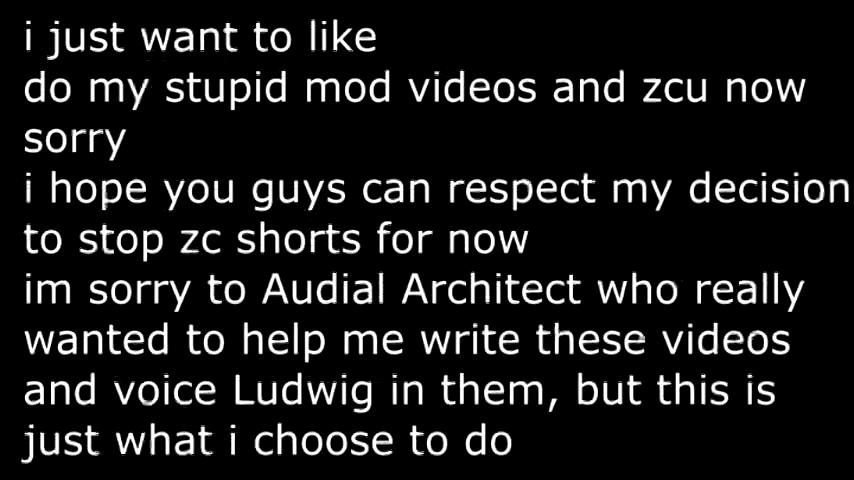 i just want to like
do my stupid mod videos and zcu now
sorry
i hope you guys can respect my decision
to stop zc shorts for now
im sorry to Audial Architect who really
wanted to help me write these videos
and voice Ludwig in them, but this is
just what i choose to do